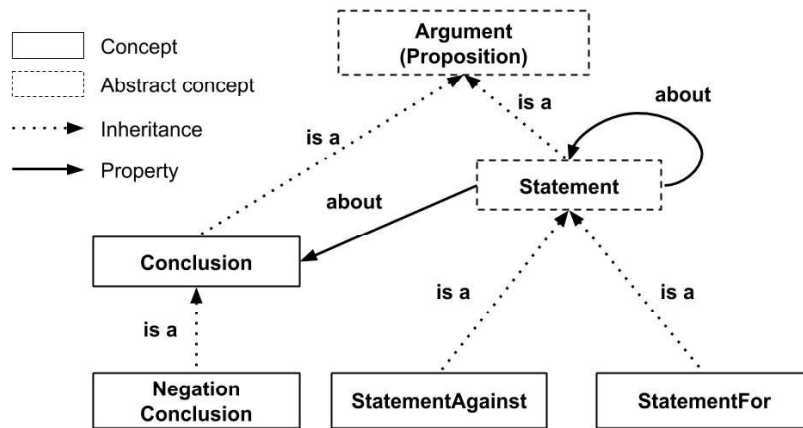 Concept
Abstract concept
Inheritance
Property
Argument
(Proposition)
is a
is a
about
Statement
about
Conclusion
is a
is a
is a
Negation
Conclusion
StatementAgainst
StatementFor